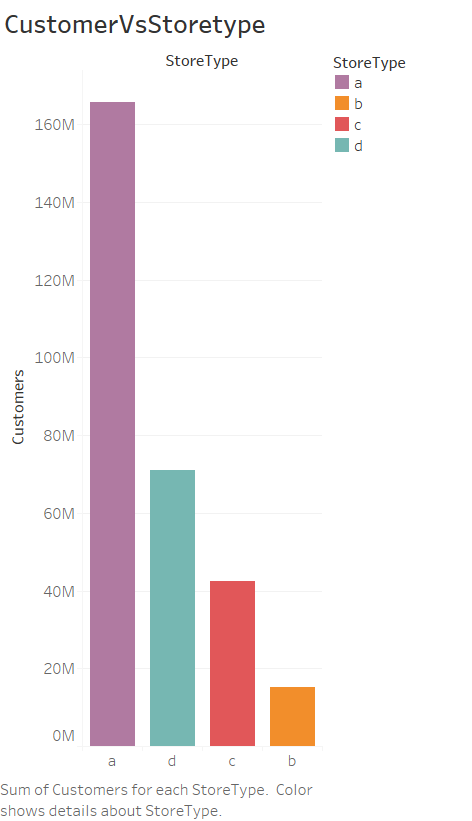 CustomerVsStoretype
StoreType
StoreType
a
b
c
d
160M
140M
120M
100M
80M
60M
40M
20M
0M
Customers
a d c b
Sum of Customers for each StoreType. Color
shows details about StoreType.